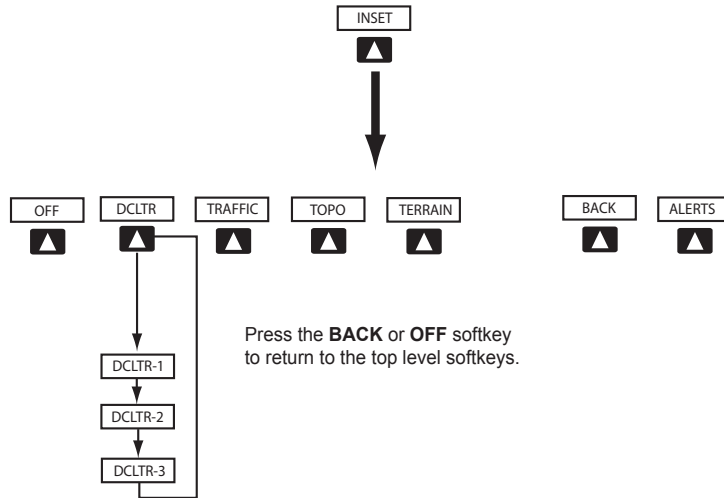 INSET
OFF
DCLTR
TRAFFIC
TOPO
TERRAIN
BACK
ALERTS
Press the BACK or OFF softkey
to return to the top level softkeys.
DCLTR-1
DCLTR-2
DCLTR-3